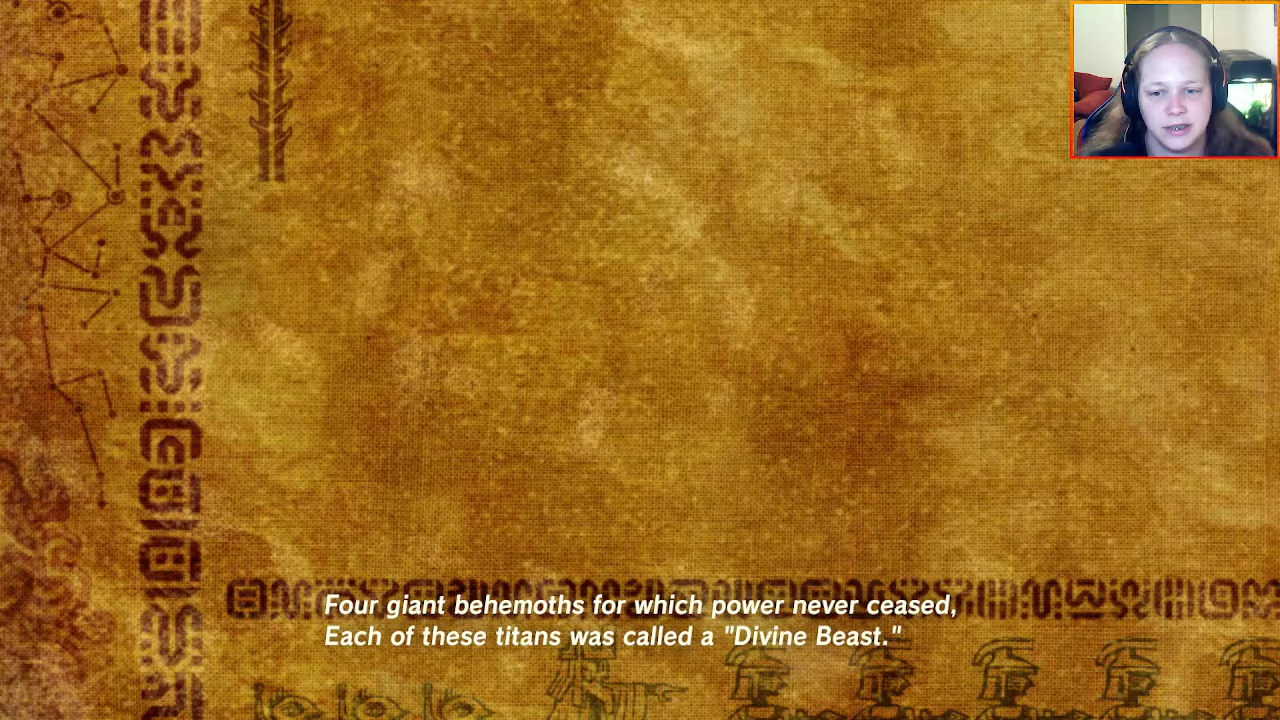 Four giant behemoths for which power never ceased,
Each of these titans was called a "Divine Beast."